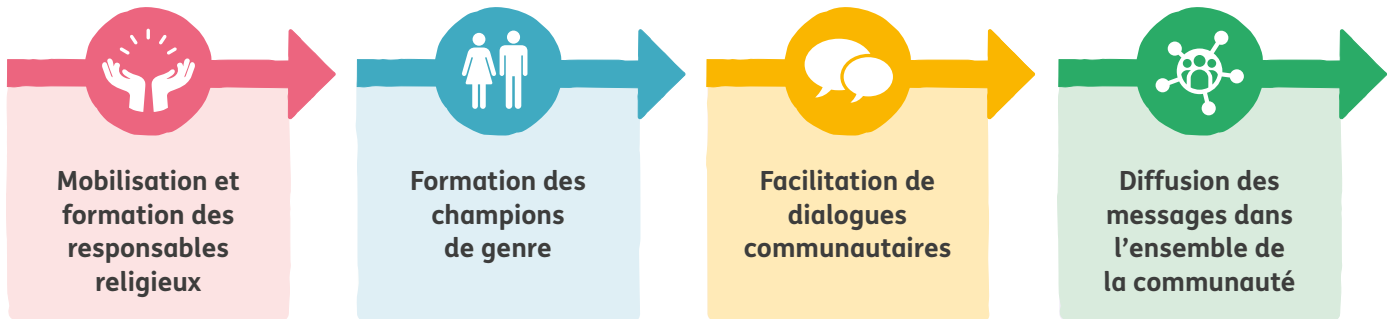 Mobilisation et
formation des
responsables
religieux
Formation des
champions
de genre
Facilitation de
dialogues
communautaires
Diffusion des
messages dans
l’ensemble de
la communauté